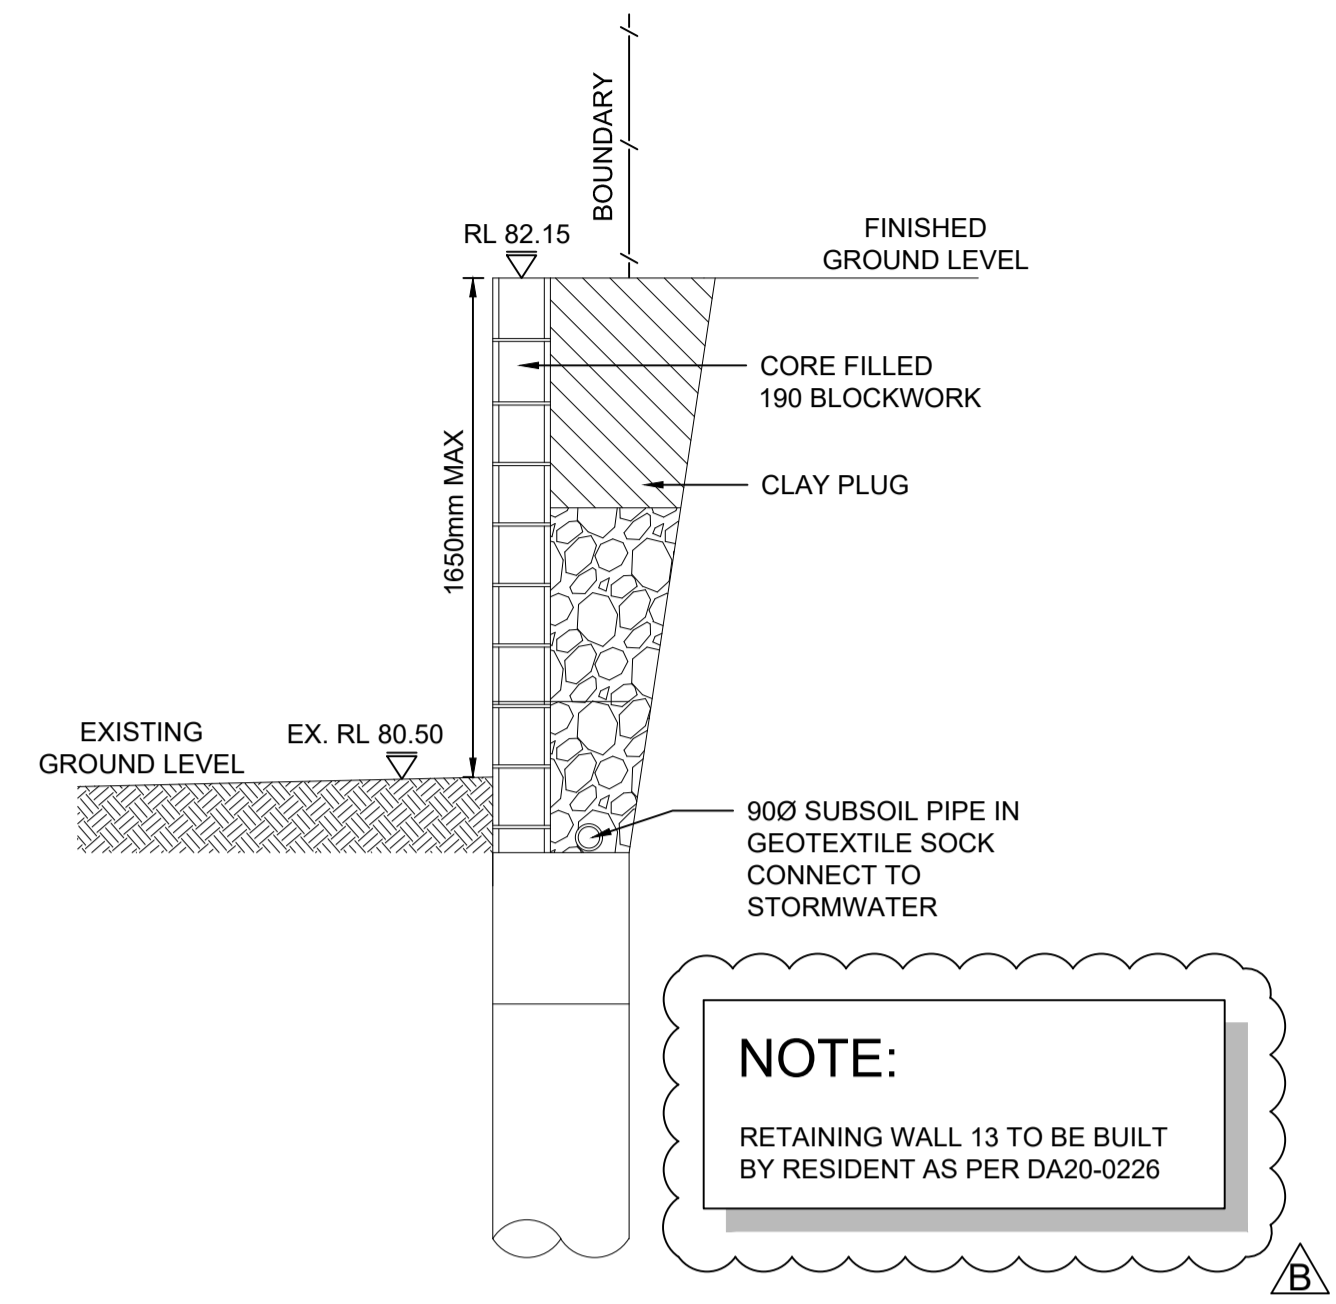 BOUNDARY
RL 82.15
FINISHED
GROUND LEVEL
CORE FILLED
190 BLOCKWORK
1650mm MAX
CLAY PLUG
EXISTING
GROUND LEVEL
EX. RL 80.50
90Ø SUBSOIL PIPE IN
GEOTEXTILE SOCK
CONNECT TO
STORMWATER
NOTE:
RETAINING WALL 13 TO BE BUILT
BY RESIDENT AS PER DA20-0226
B